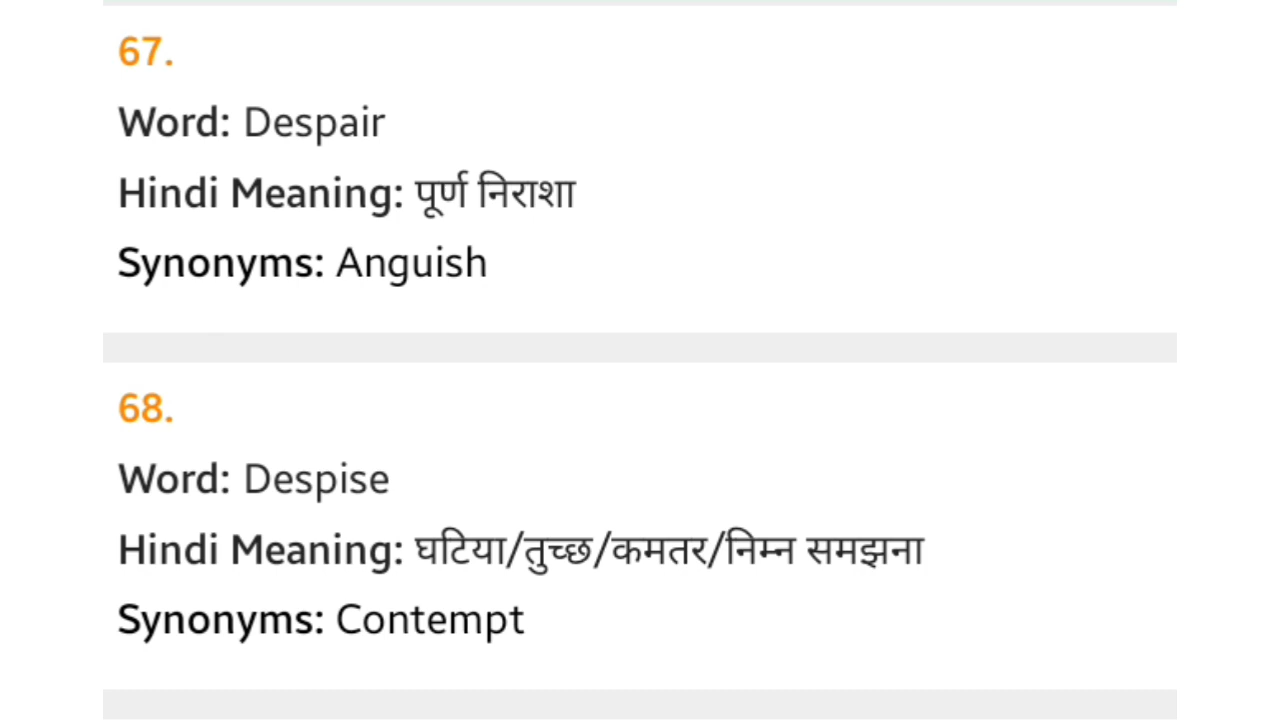 67.
Word: Despair
Hindi Meaning: पूर्ण निराशा
Synonyms: Anguish
68.
Word: Despise
Hindi Meaning: घटिया/तुच्छ/कमतर/निम्न समझना
Synonyms: Contempt